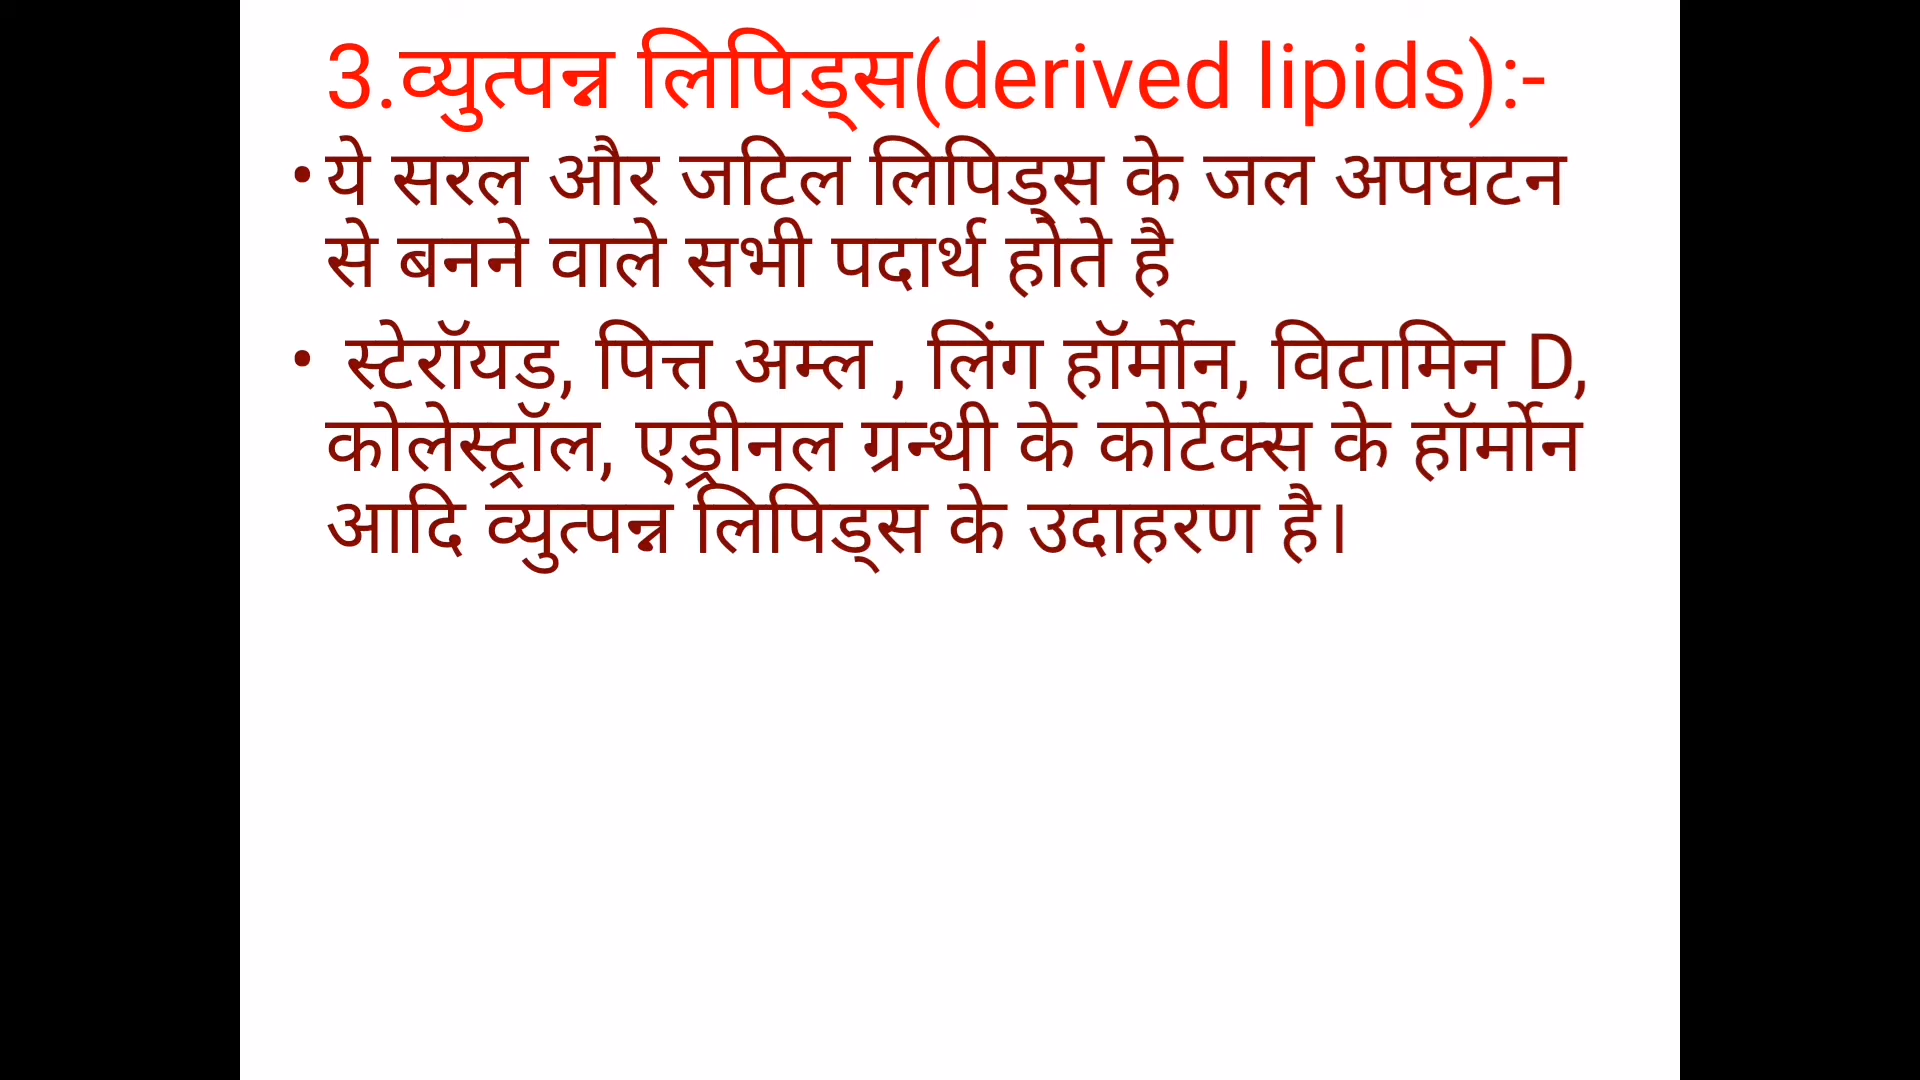 3.व्युत्पन्न लिपिड्स(derived lipids):-
•ये सरल और जटिल लिपिड्स के जल अपघटन
से बनने वाले सभी पदार्थ होते है
• स्टेरॉयड, पित्त अम्ल , लिंग हॉर्मोन, विटामिन D,
कोलेस्ट्रॉल, एड्रीनल ग्रन्थी के कोर्टेक्स के हॉर्मोन
आदि व्युत्पन्न लिपिड्स के उदाहरण है।